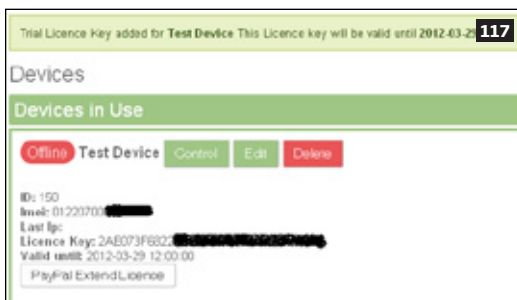 Trial Licence Key added for Test Device This Licence key will be valid until 2012-03-29
117
Devices
Devices in Use
Offline Test Device Control Edit Delete
ID: 150
Imei: 01220700
Last Ip:
Licence Key: 2AE073F6822
Valid until: 2012-03-29 12:00:00
PayPal Extend Licence